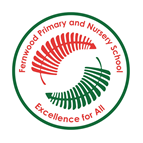 Fernwood Primary and Nursery School
Excellence for All